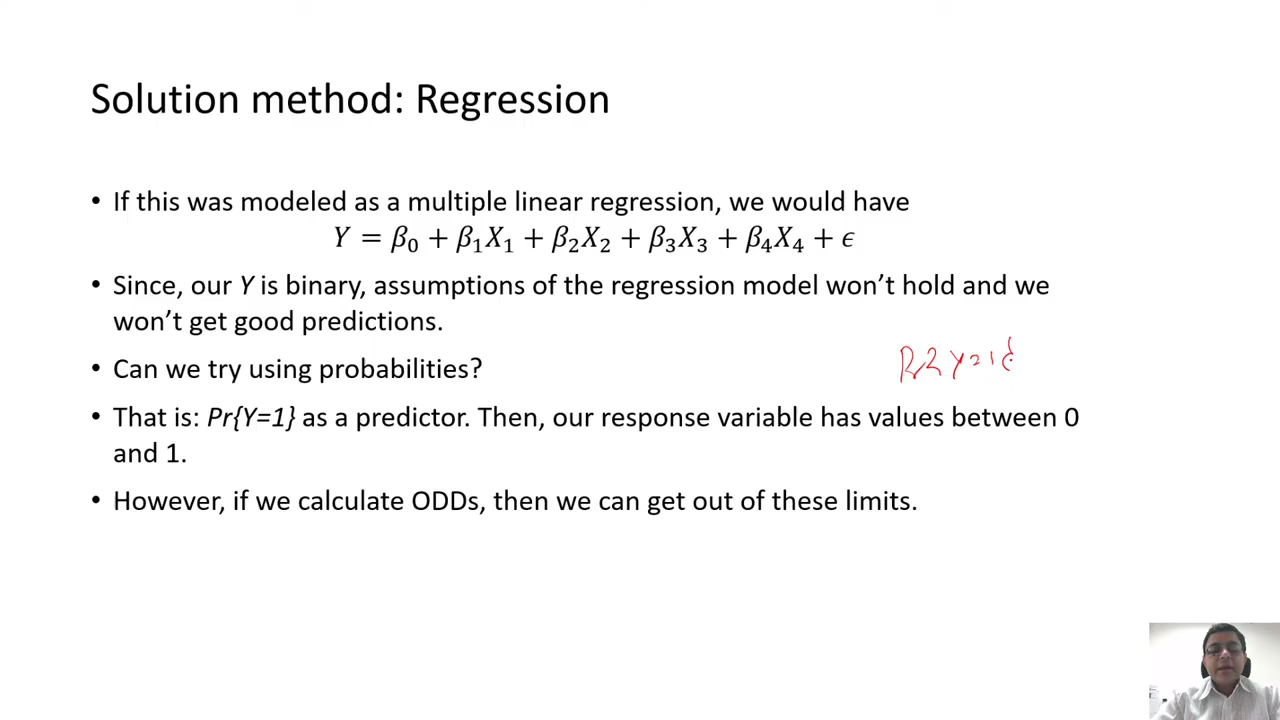 Solution method: Regression
• If this was modeled as a multiple linear regression, we would have
Y = β₀ + β₁X₁ + β₂X₂ + β₃X₃ + β₄X₄ + ϵ
• Since, our Y is binary, assumptions of the regression model won’t hold and we
won’t get good predictions.
Pr{Y=1}
• Can we try using probabilities?
• That is: Pr{Y=1} as a predictor. Then, our response variable has values between 0
and 1.
• However, if we calculate ODDs, then we can get out of these limits.